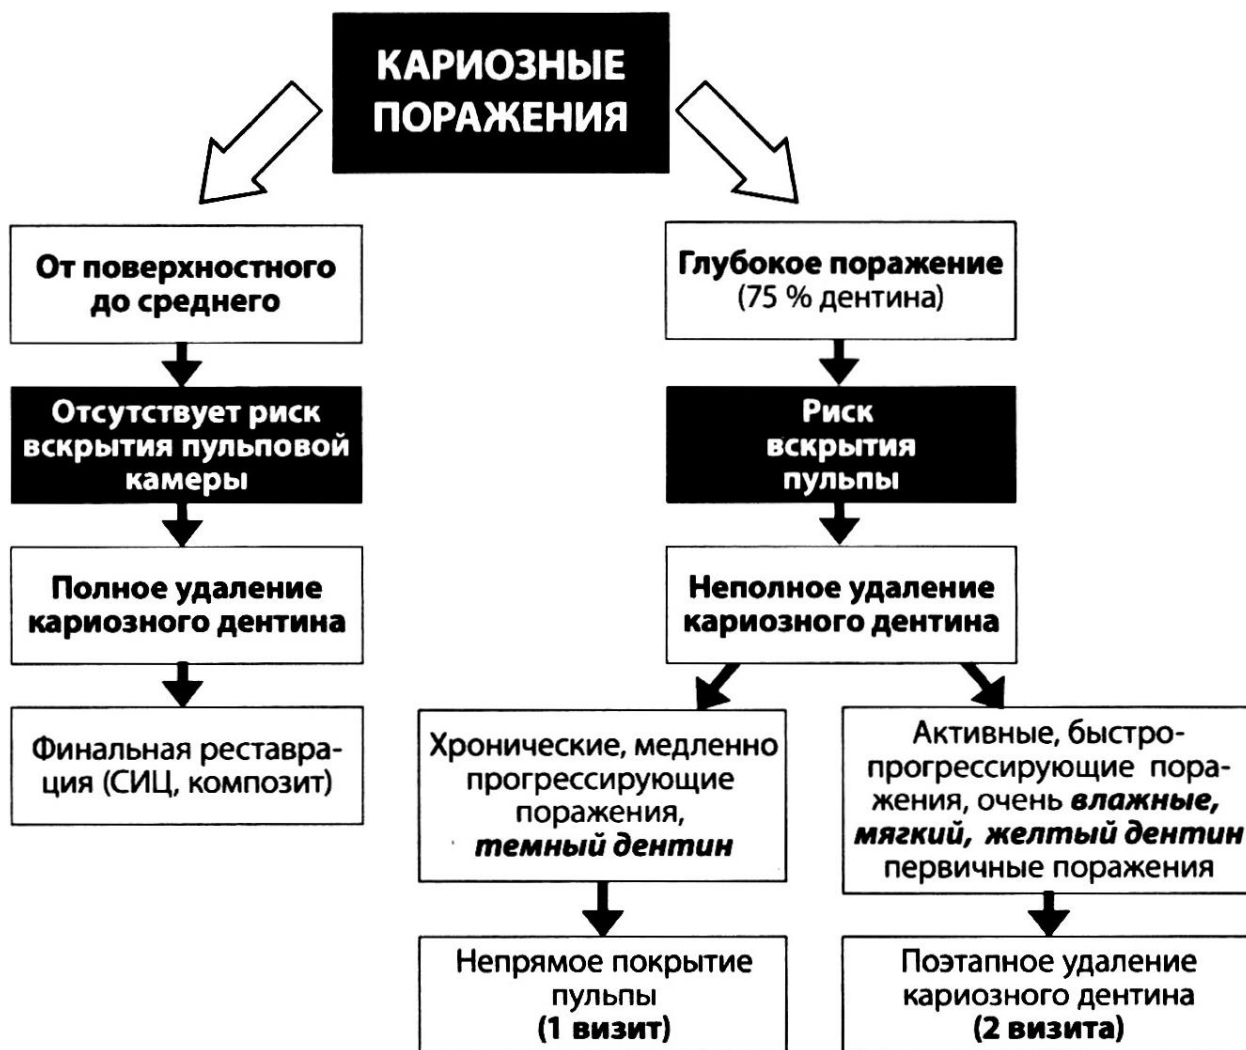 КАРИОЗНЫЕ
ПОРАЖЕНИЯ
От поверхностного
до среднего
Отсутствует риск
вскрытия пульповой
камеры
Полное удаление
кариозного дентина
Финальная реставра-
ция (СИЦ, композит)
Глубокое поражение
(75 % дентина)
Риск
вскрытия
пульпы
Неполное удаление
кариозного дентина
Хронические, медленно
прогрессирующие
поражения,
темный дентин
Непрямое покрытие
пульпы
(1 визит)
Активные, быстро-
прогрессирующие пора-
жения, очень влажные,
мягкий, желтый дентин
первичные поражения
Поэтапное удаление
кариозного дентина
(2 визита)